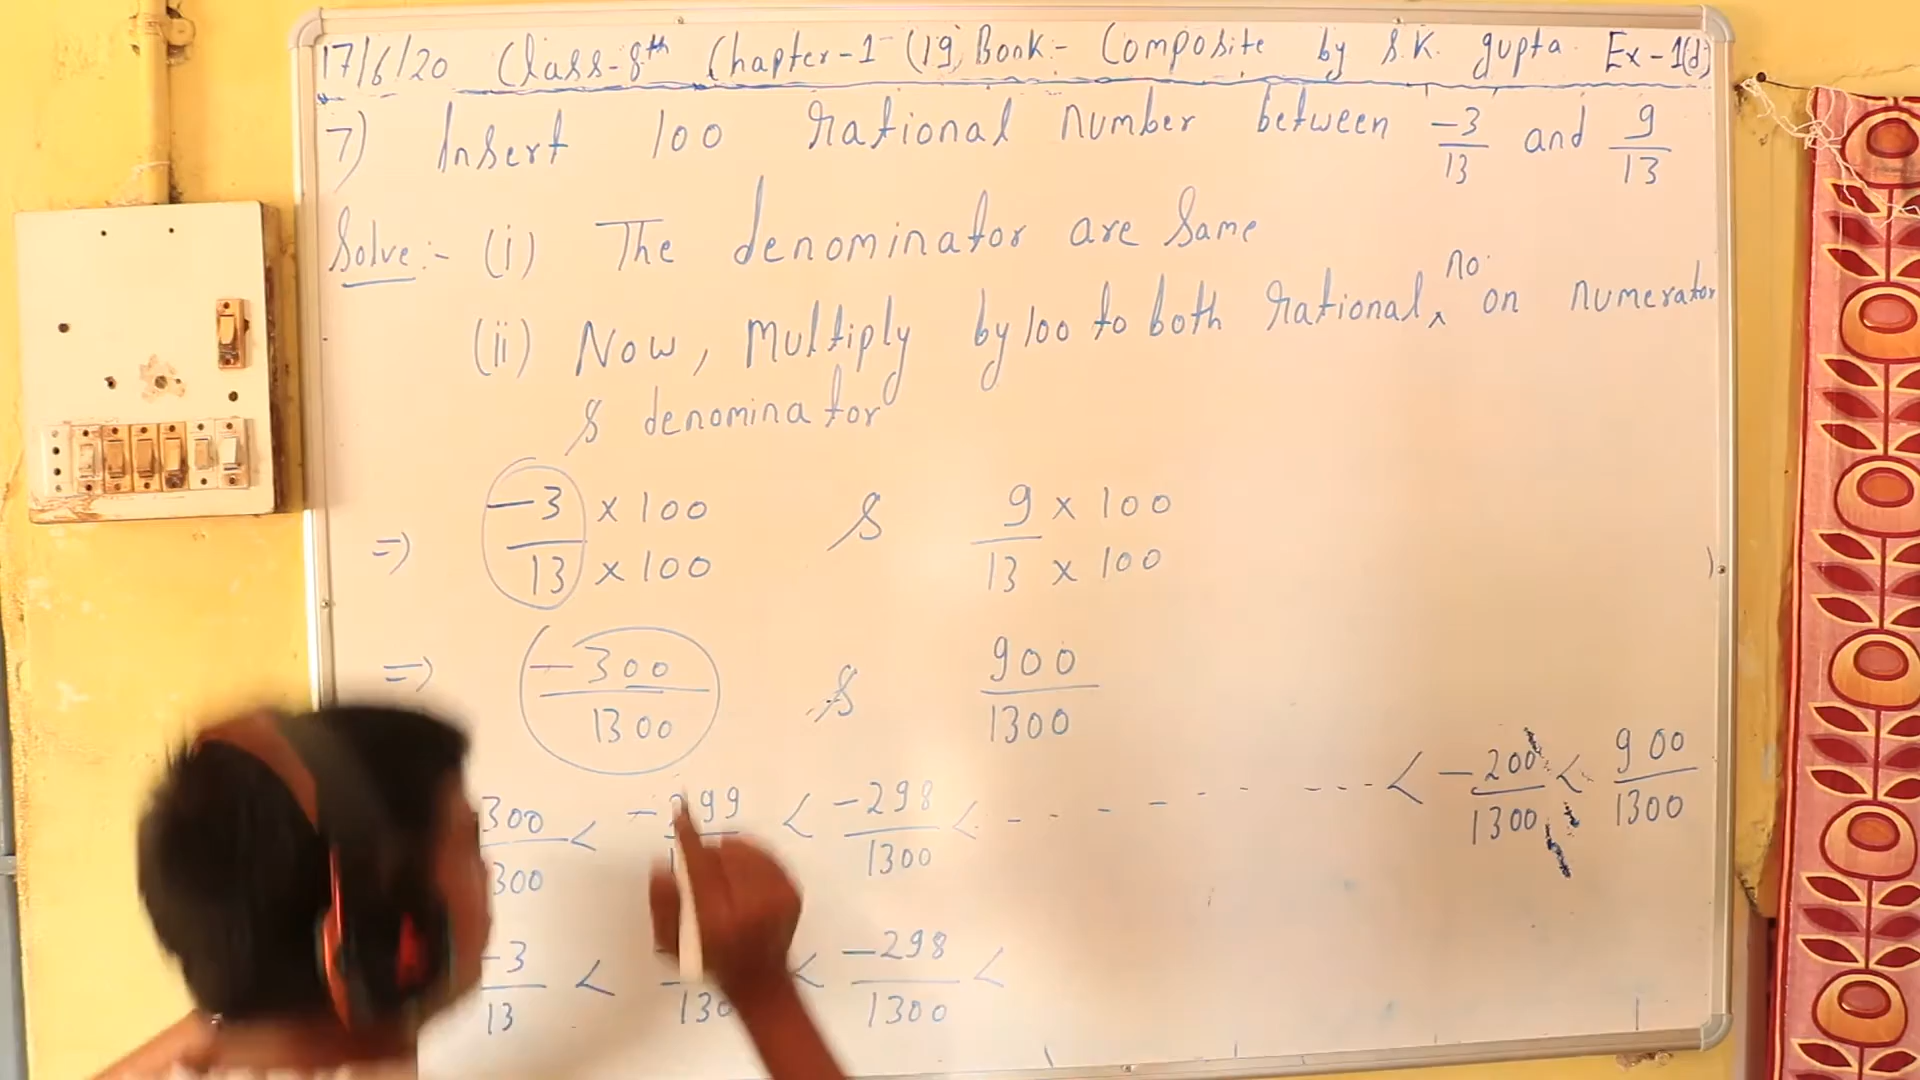 17/6/20 Class-8th Chapter-1 (19) Book:- Composite by S.K. gupta. Ex-1(d)
7) Insert 100 rational number between -3/13 and 9/13
Solve:- (i) The denominator are same
(ii) Now, Multiply by 100 to both rational no. on numerator
& denominator
=> -3 × 100 / 13 × 100 & 9 × 100 / 13 × 100
=> -300/1300 & 900/1300
300/300 < -299 < -298/1300 < - - - - - - - - - < -200/1300 < 900/1300
-3/13 < < -298/1300 <